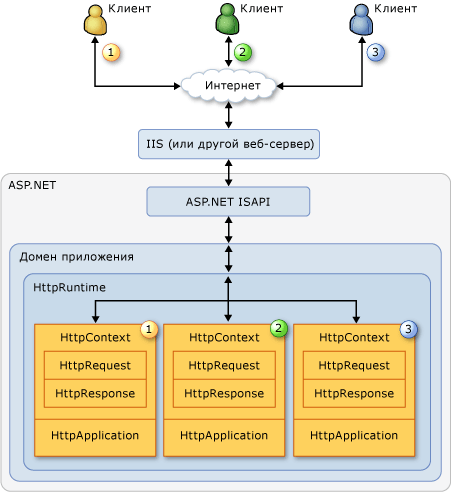 Клиент Клиент Клиент
1 2 3
Интернет
IIS (или другой веб-сервер)
ASP.NET
ASP.NET ISAPI
Домен приложения
HttpRuntime
1 2 3
HttpContext HttpContext HttpContext
HttpRequest HttpRequest HttpRequest
HttpResponse HttpResponse HttpResponse
HttpApplication HttpApplication HttpApplication